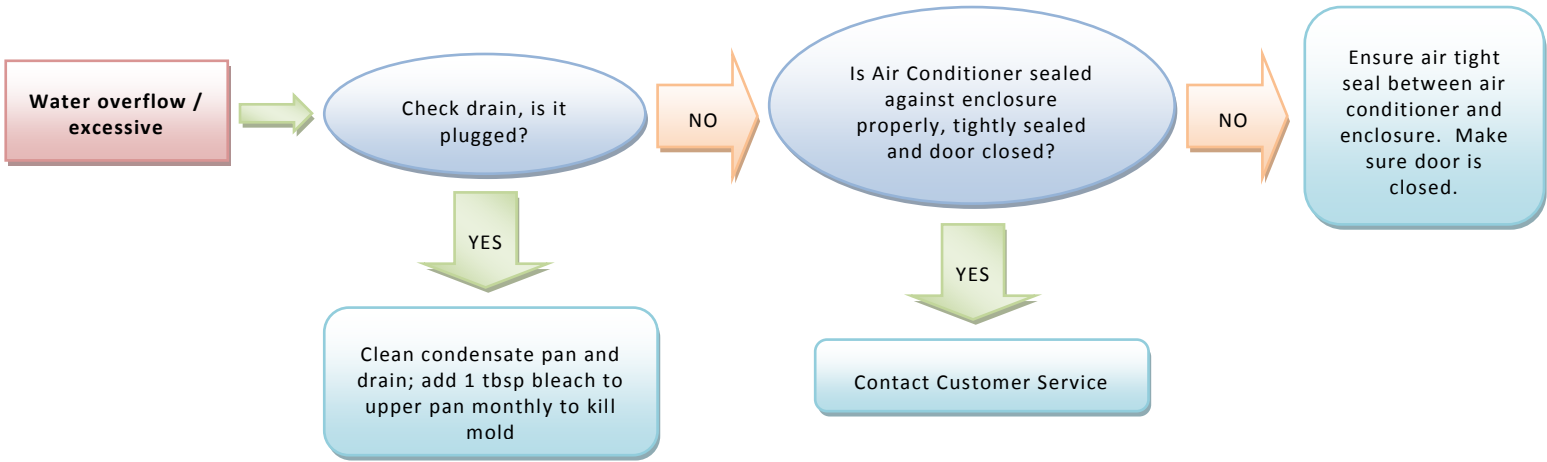 Water overflow /
excessive
Check drain, is it
plugged?
NO
Is Air Conditioner sealed
against enclosure
properly, tightly sealed
and door closed?
NO
Ensure air tight
seal between air
conditioner and
enclosure. Make
sure door is
closed.
YES
YES
Clean condensate pan and
drain; add 1 tbsp bleach to
upper pan monthly to kill
mold
Contact Customer Service